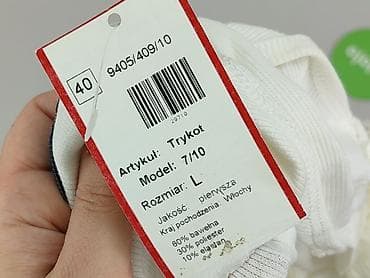 40
9405/409/10
29710
Artykuł: Trykot
Model: 7/10
Rozmiar: L
Jakość pierwsza
Kraj pochodzenia Włochy
60% bawełna
30% poliester
10% elastan